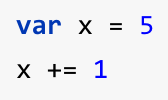 var x = 5
x += 1